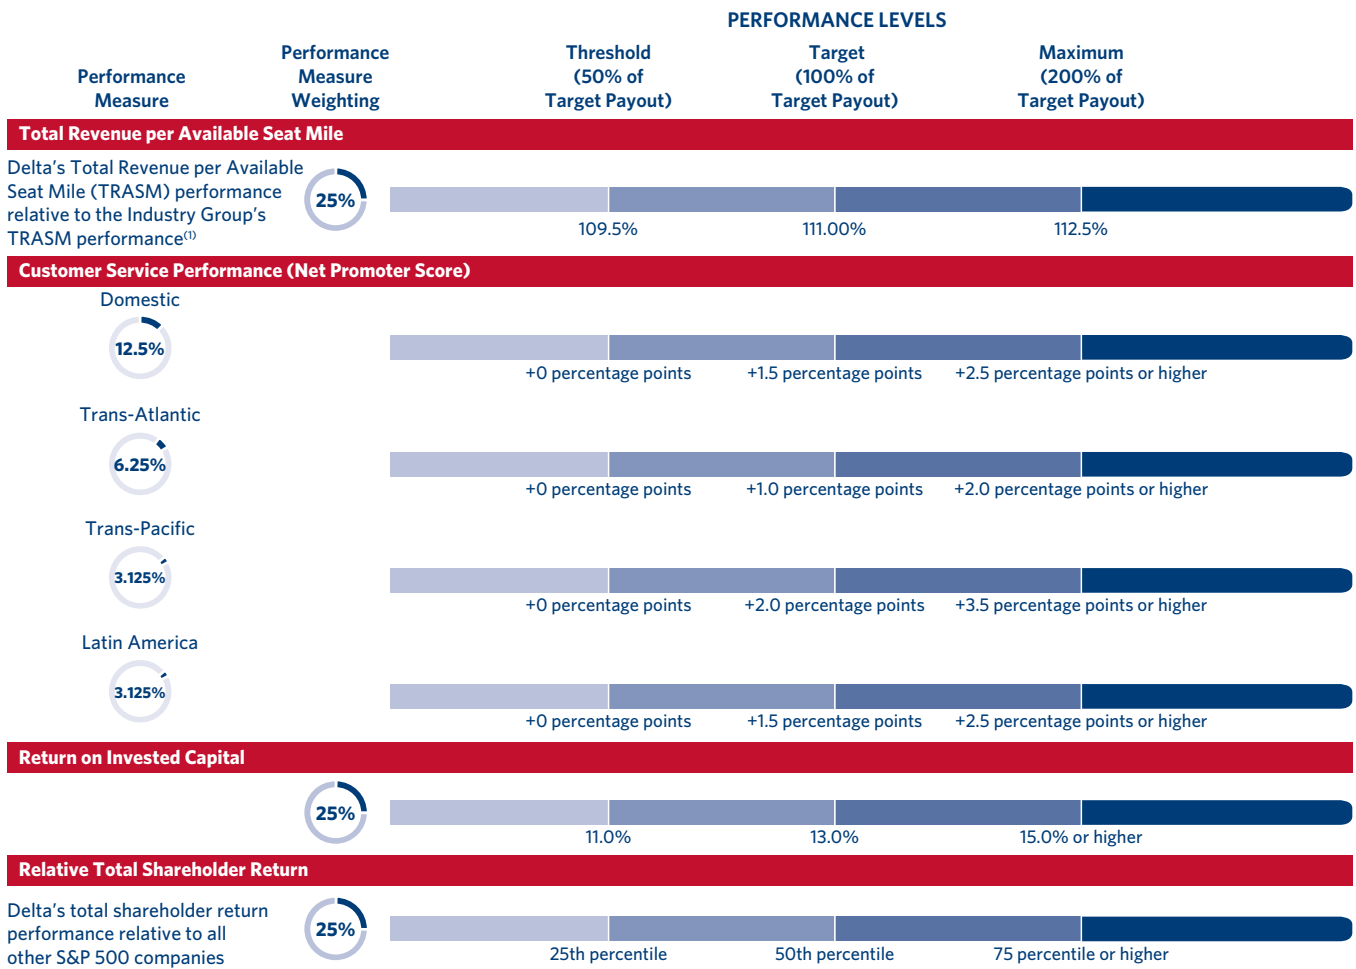 PERFORMANCE LEVELS
Performance
Measure
Performance
Measure
Weighting
Threshold
(50% of
Target Payout)
Target
(100% of
Target Payout)
Maximum
(200% of
Target Payout)
Total Revenue per Available Seat Mile
Delta's Total Revenue per Available
Seat Mile (TRASM) performance
relative to the Industry Group's
TRASM performance(1)
25%
109.5%
111.00%
112.5%
Customer Service Performance (Net Promoter Score)
Domestic
12.5%
+0 percentage points
+1.5 percentage points
+2.5 percentage points or higher
Trans-Atlantic
6.25%
+0 percentage points
+1.0 percentage points
+2.0 percentage points or higher
Trans-Pacific
3.125%
+0 percentage points
+2.0 percentage points
+3.5 percentage points or higher
Latin America
3.125%
+0 percentage points
+1.5 percentage points
+2.5 percentage points or higher
Return on Invested Capital
25%
11.0%
13.0%
15.0% or higher
Relative Total Shareholder Return
Delta's total shareholder return
performance relative to all
other S&P 500 companies
25%
25th percentile
50th percentile
75 percentile or higher